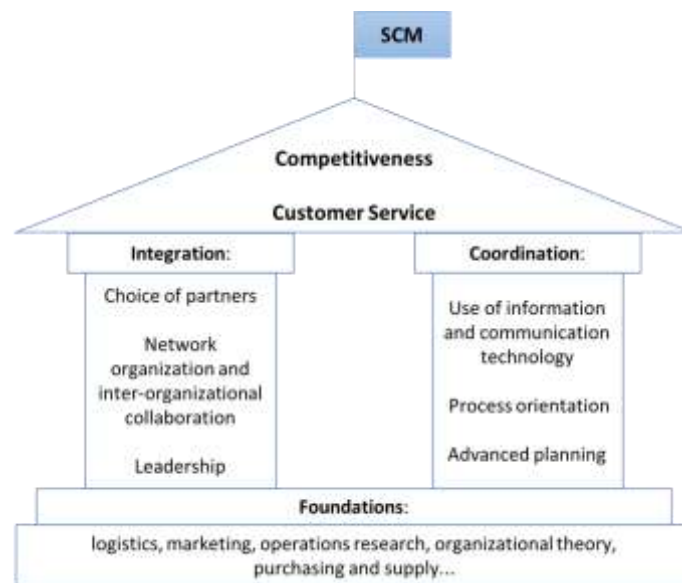 SCM
Competitiveness
Customer Service
Integration:
Choice of partners
Network
organization and
inter-organizational
collaboration
Leadership
Coordination:
Use of information
and communication
technology
Process orientation
Advanced planning
Foundations:
logistics, marketing, operations research, organizational theory,
purchasing and supply...